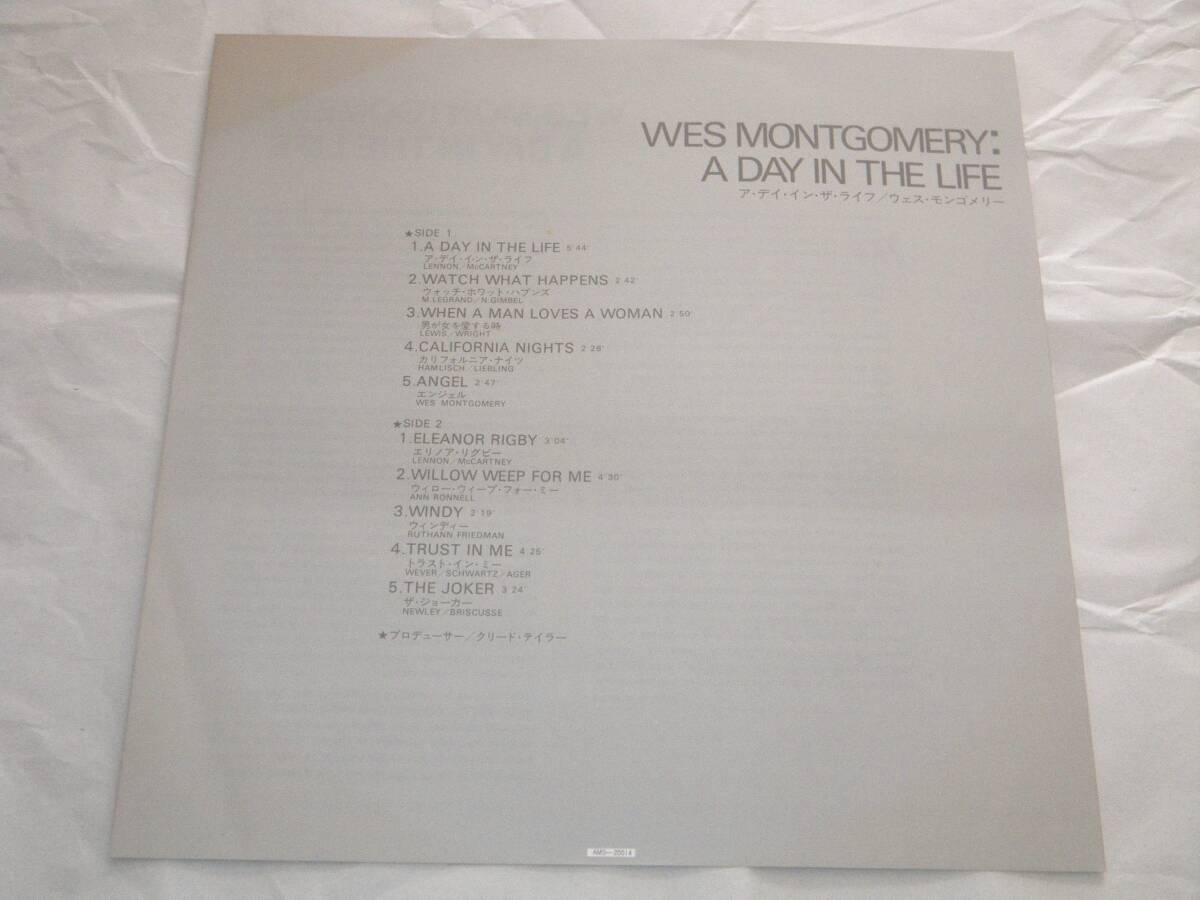 WES MONTGOMERY:
A DAY IN THE LIFE
ア・デイ・イン・ザ・ライフ/ウェス・モンゴメリー
★SIDE 1
1.A DAY IN THE LIFE 5'44"
ア・デイ・イン・ザ・ライフ
LENNON/McCARTNEY
2.WATCH WHAT HAPPENS 2'42"
ウォッチ・ホワット・ハプンズ
M.LEGRAND/N.GIMBEL
3.WHEN A MAN LOVES A WOMAN 2'50"
男が女を愛する時
LEWIS/WRIGHT
4.CALIFORNIA NIGHTS 2'26"
カリフォルニア・ナイツ
HAMLISCH/LIEBLING
5.ANGEL 2'47"
エンジェル
WES MONTGOMERY
★SIDE 2
1.ELEANOR RIGBY 3'04"
エリノア・リグビー
LENNON/McCARTNEY
2.WILLOW WEEP FOR ME 4'30"
ウィロー・ウィープ・フォー・ミー
ANN RONNELL
3.WINDY 2'19"
ウィンディー
RUTHANN FRIEDMAN
4.TRUST IN ME 4'25"
トラスト・イン・ミー
WEVER/SCHWARTZ/AGER
5.THE JOKER 3'24"
ザ・ジョーカー
NEWLEY/BRISCUSSE
★プロデューサー/クリード・テイラー
AMS—20014